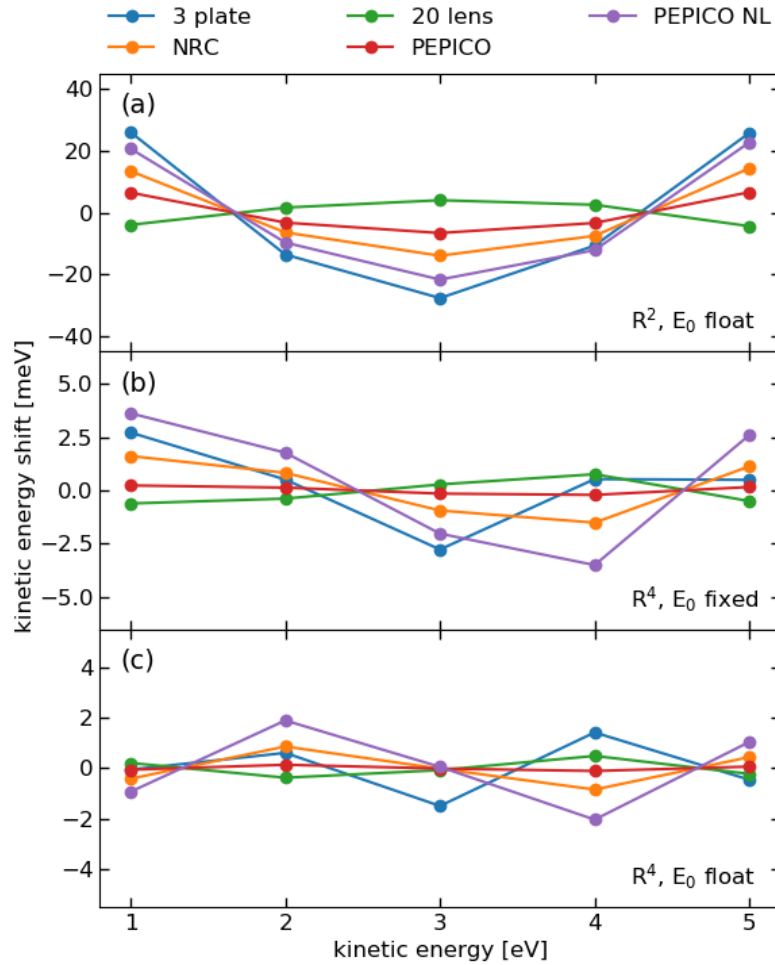 3 plate 20 lens PEPICO NL
NRC PEPICO
(a)
40
20
0
−20
−40
R², E₀ float
(b)
5.0
2.5
0.0
−2.5
−5.0
R⁴, E₀ fixed
kinetic energy shift [meV]
(c)
4
2
0
−2
−4
R⁴, E₀ float
1 2 3 4 5
kinetic energy [eV]